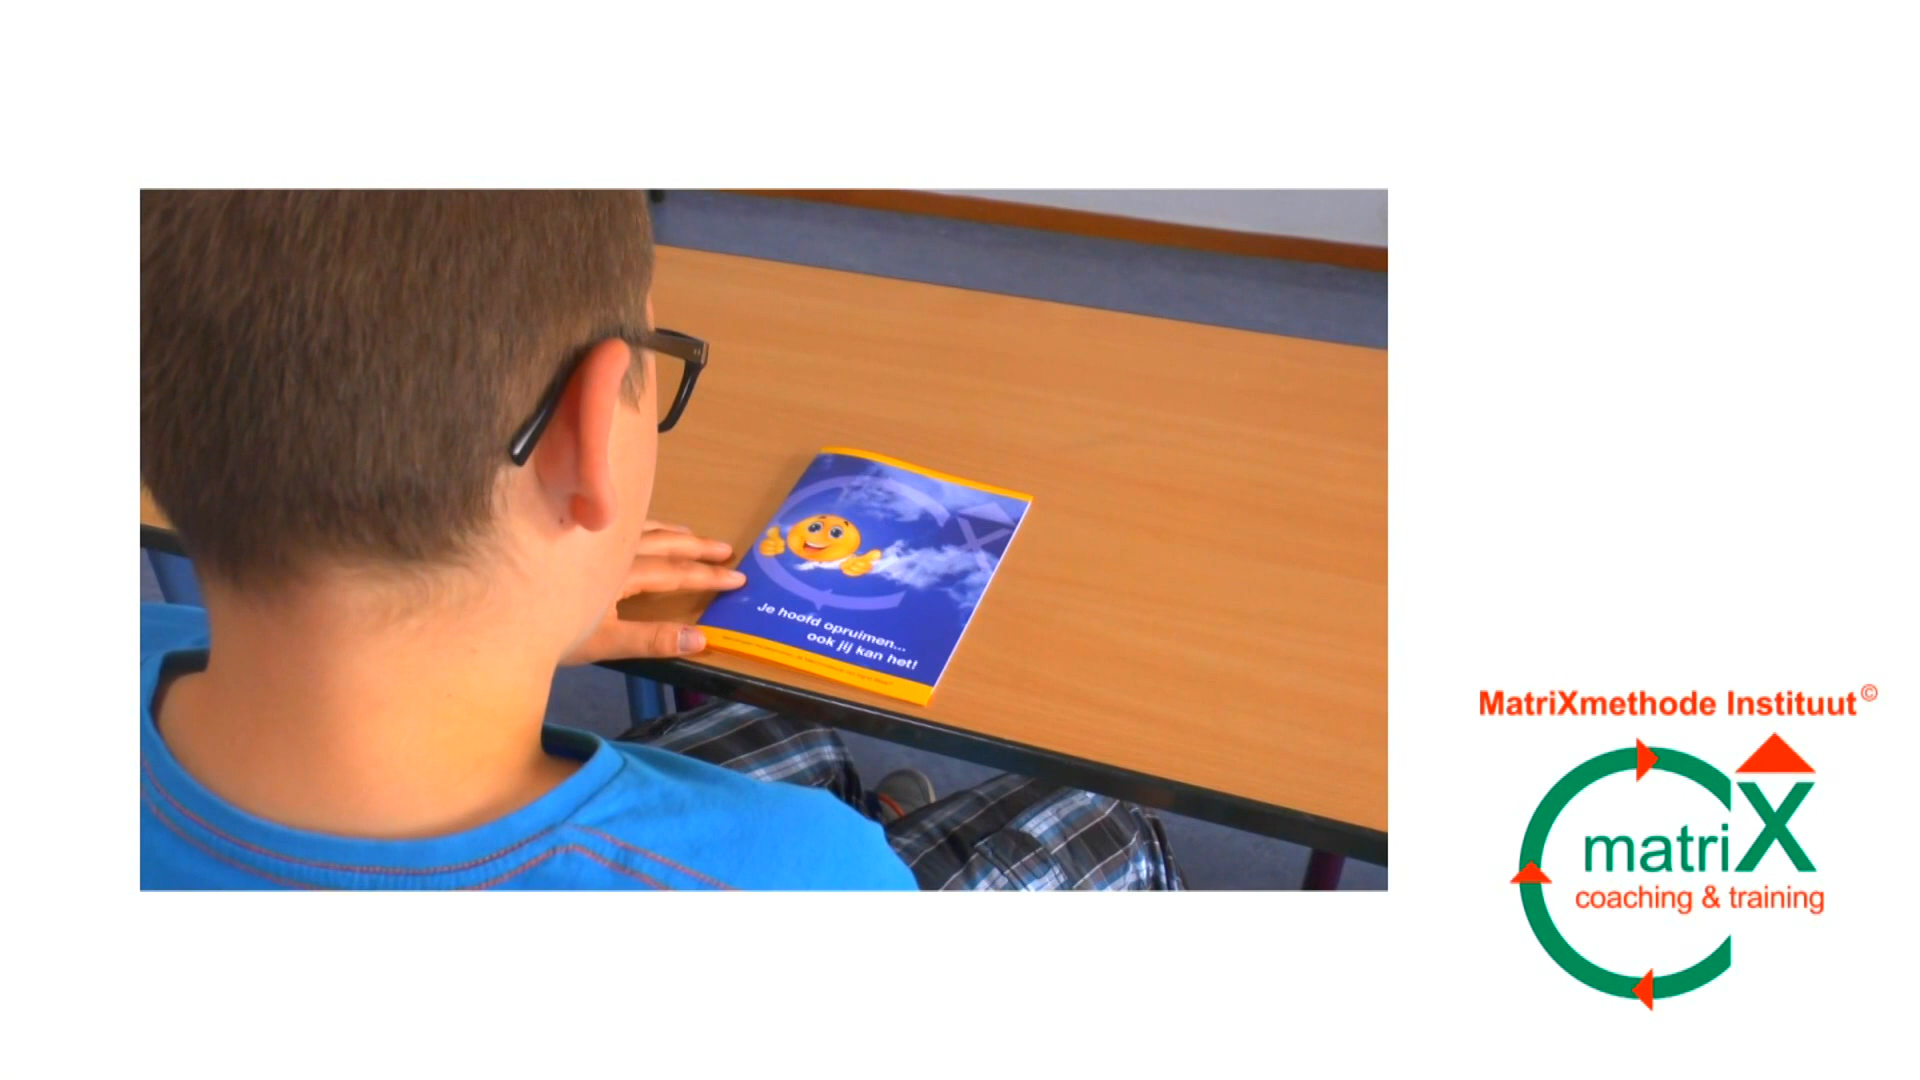 Je hoofd opruimen...
ook jij kan het!
MatriXmethode Instituut©
matriX
coaching & training